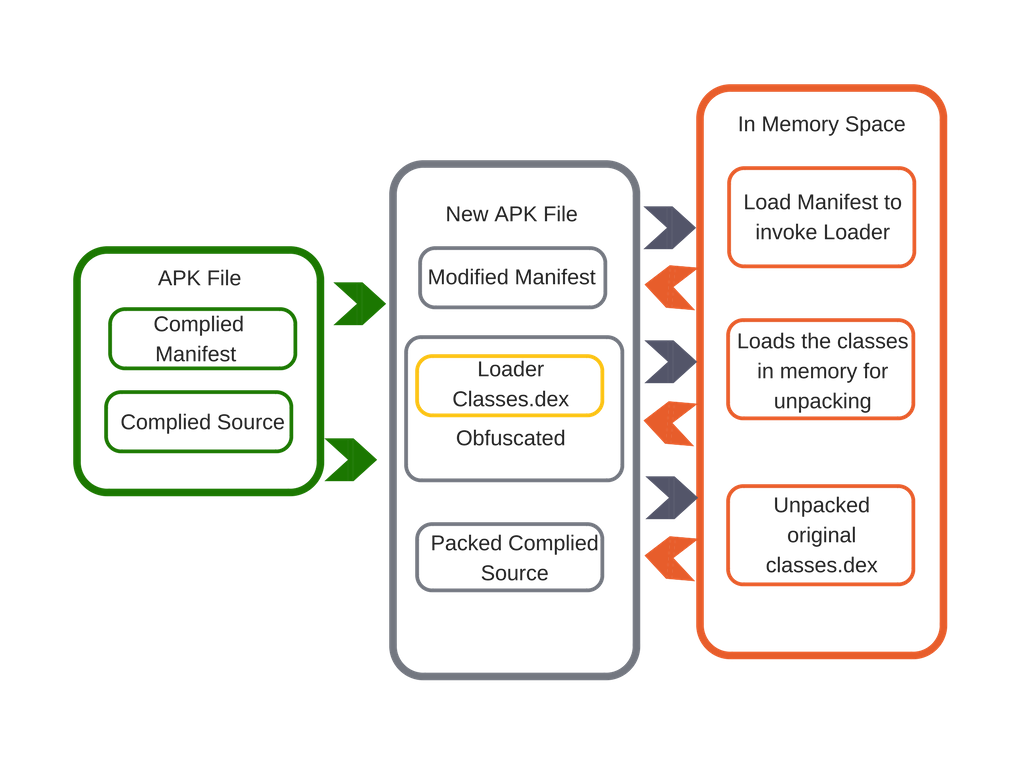 APK File
Complied
Manifest
Complied Source
New APK File
Modified Manifest
Loader
Classes.dex
Obfuscated
Packed Complied
Source
In Memory Space
Load Manifest to
invoke Loader
Loads the classes
in memory for
unpacking
Unpacked
original
classes.dex